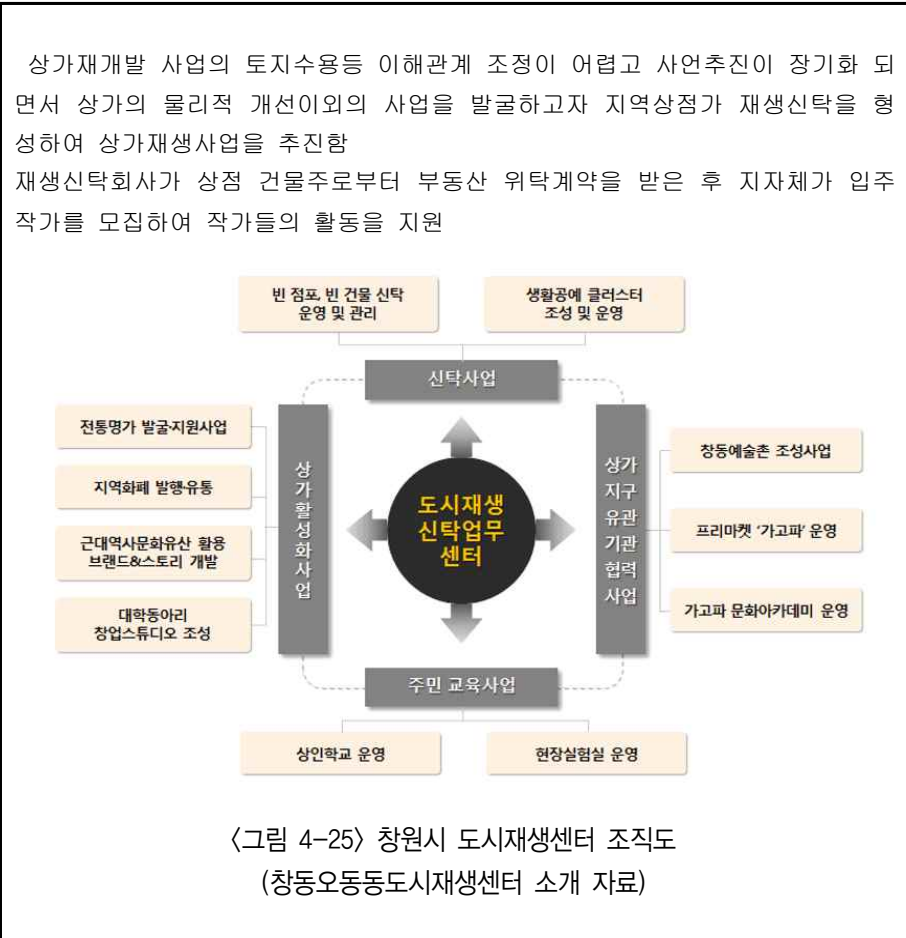 상가재개발 사업의 토지수용등 이해관계 조정이 어렵고 사언추진이 장기화 되
면서 상가의 물리적 개선이외의 사업을 발굴하고자 지역상점가 재생신탁을 형
성하여 상가재생사업을 추진함
재생신탁회사가 상점 건물주로부터 부동산 위탁계약을 받은 후 지자체가 입주
작가를 모집하여 작가들의 활동을 지원
빈 점포, 빈 건물 신탁
운영 및 관리
생활공예 클러스터
조성 및 운영
신탁사업
전통명가 발굴·지원사업
지역화폐 발행·유통
근대역사문화유산 활용
브랜드&스토리 개발
대학동아리
창업스튜디오 조성
상
가
활
성
화
사
업
도시재생
신탁업무
센터
상가
지구
유관
기관
협력
사업
창동예술촌 조성사업
프리마켓 '가고파' 운영
가고파 문화아카데미 운영
주민 교육사업
상인학교 운영
현장실험실 운영
〈그림 4-25〉 창원시 도시재생센터 조직도
(창동오동동도시재생센터 소개 자료)